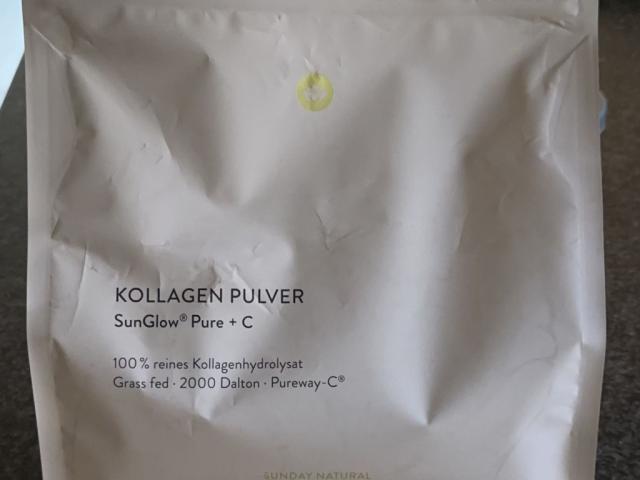 KOLLAGEN PULVER
SunGlow® Pure + C
100 % reines Kollagenhydrolysat
Grass fed · 2000 Dalton · Pureway-C®
SUNDAY NATURAL